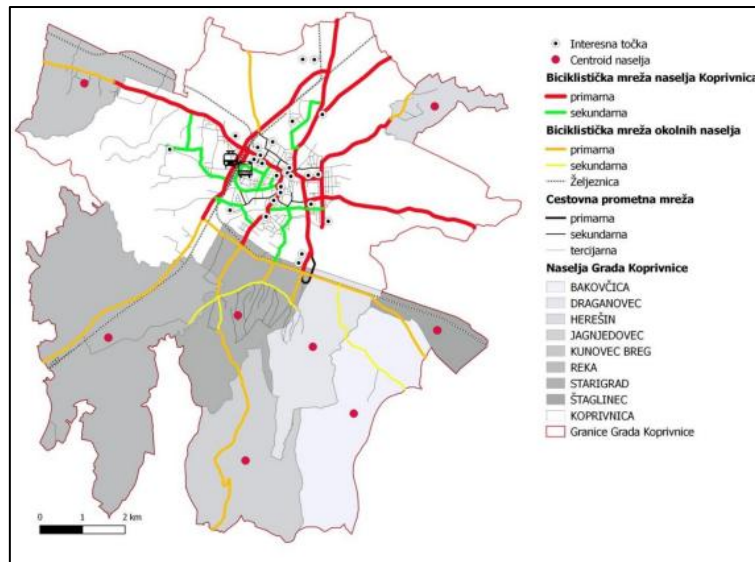 Interesna točka
Centroid naselja
Biciklistička mreža naselja Koprivnica
primarna
sekundarna
Biciklistička mreža okolnih naselja
primarna
sekundarna
Željeznica
Cestovna prometna mreža
primarna
sekundarna
tercijarna
Naselja Grada Koprivnice
BAKOVČICA
DRAGANOVEC
HEREŠIN
JAGNJEDOVEC
KUNOVEC BREG
REKA
STARIGRAD
ŠTAGLINEC
KOPRIVNICA
Granice Grada Koprivnice
0 1 2 km